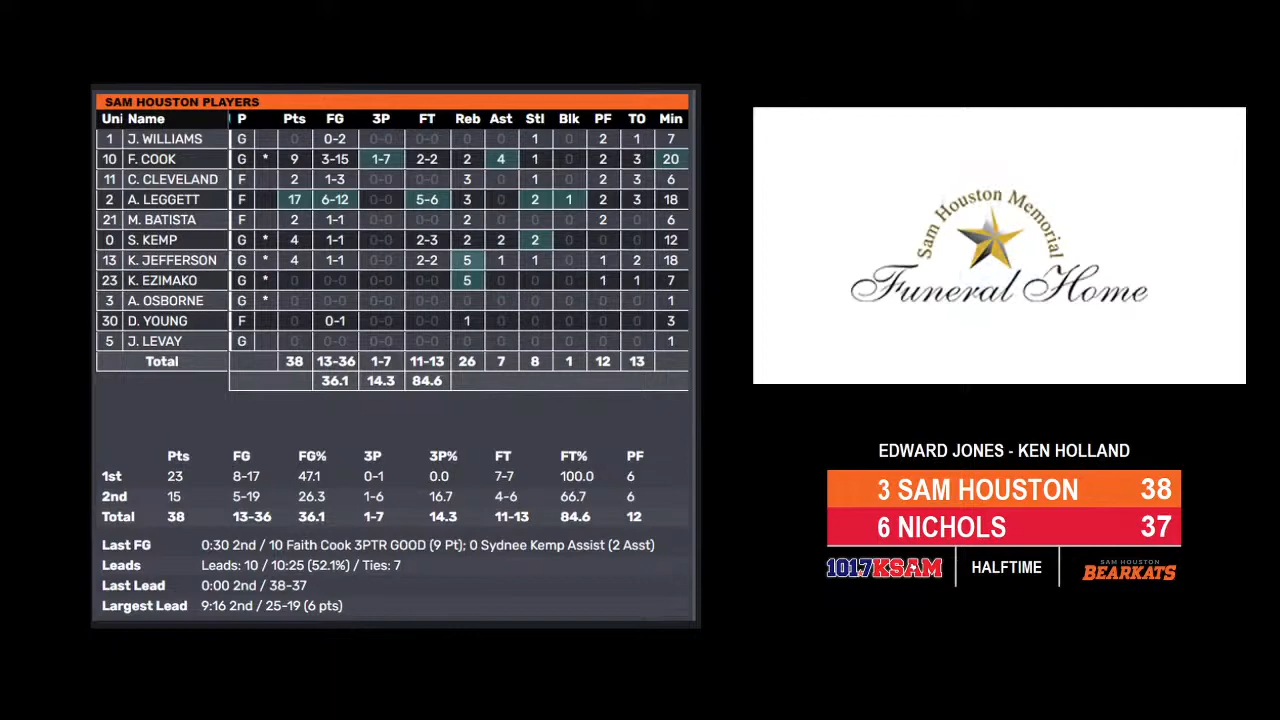 SAM HOUSTON PLAYERS
Uni Name P Pts FG 3P FT Reb Ast Stl Blk PF TO Min
1 J. WILLIAMS G 0 0-2 0-0 0-0 0 0 1 0 2 1 7
10 F. COOK G * 9 3-15 1-7 2-2 2 4 1 0 2 3 20
11 C. CLEVELAND F 2 1-3 0-0 0-0 3 0 1 0 2 3 6
2 A. LEGGETT F 17 6-12 0-0 5-6 3 0 2 1 2 3 18
21 M. BATISTA F 2 1-1 0-0 0-0 2 0 0 0 2 0 6
0 S. KEMP G * 4 1-1 0-0 2-3 2 2 2 0 0 0 12
13 K. JEFFERSON G * 4 1-1 0-0 2-2 5 1 1 0 1 2 18
23 K. EZIMAKO G * 0 0-0 0-0 0-0 5 0 0 0 1 1 7
3 A. OSBORNE G * 0 0-0 0-0 0-0 0 0 0 0 0 0 1
30 D. YOUNG F 0 0-1 0-0 0-0 1 0 0 0 0 0 3
5 J. LEVAY G 0 0-0 0-0 0-0 0 0 0 0 0 0 1
Total 38 13-36 1-7 11-13 26 7 8 1 12 13
36.1 14.3 84.6
Pts FG FG% 3P 3P% FT FT% PF
1st 23 8-17 47.1 0-1 0.0 7-7 100.0 6
2nd 15 5-19 26.3 1-6 16.7 4-6 66.7 6
Total 38 13-36 36.1 1-7 14.3 11-13 84.6 12
Last FG 0:30 2nd / 10 Faith Cook 3PTR GOOD (9 Pt); 0 Sydnee Kemp Assist (2 Asst)
Leads Leads: 10 / 10:25 (52.1%) / Ties: 7
Last Lead 0:00 2nd / 38-37
Largest Lead 9:16 2nd / 25-19 (6 pts)
Sam Houston Memorial
Funeral Home
EDWARD JONES - KEN HOLLAND
3 SAM HOUSTON 38
6 NICHOLS 37
101.7 KSAM HALFTIME SAM HOUSTON
BEARKATS